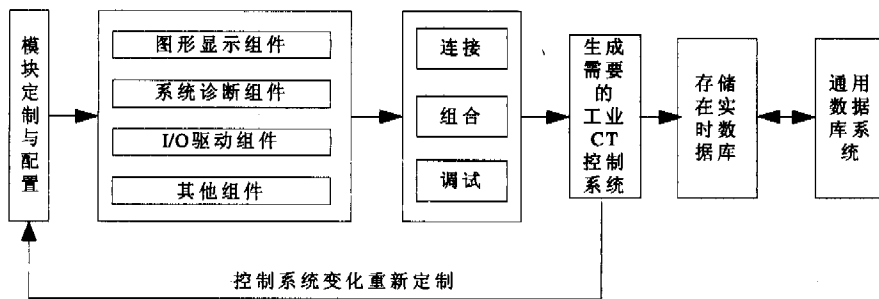 模块定制与配置
图形显示组件
系统诊断组件
I/O驱动组件
其他组件
连接
组合
调试
生成
需要
的
工业
CT
控制
系统
存储
在实
时数
据库
通用
数据
库系
统
控制系统变化重新定制